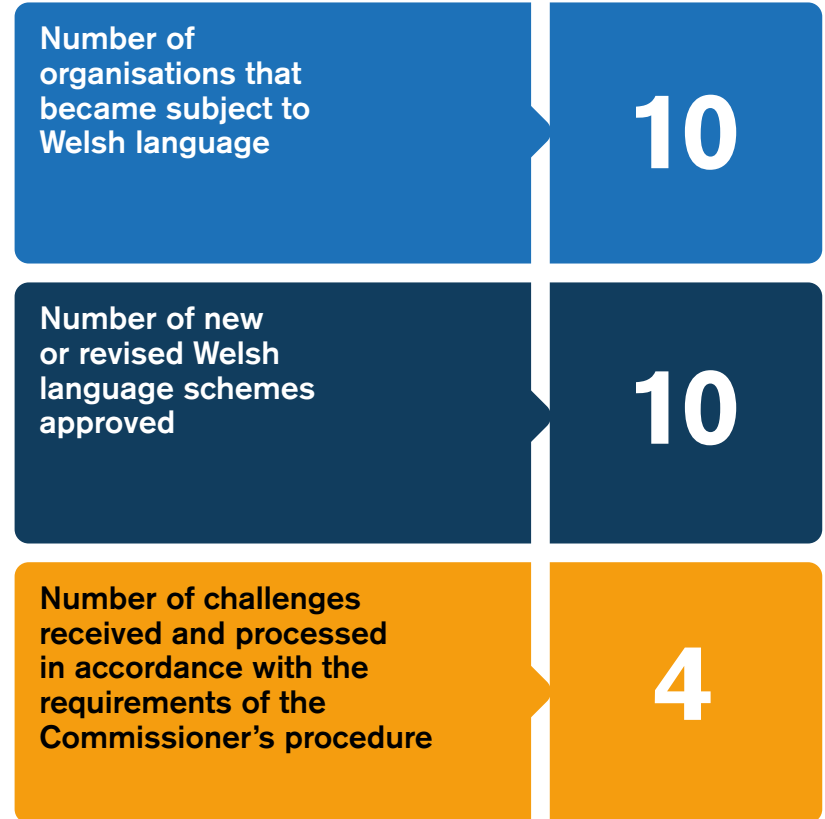 Number of
organisations that
became subject to
Welsh language
10
Number of new
or revised Welsh
language schemes
approved
10
Number of challenges
received and processed
in accordance with the
requirements of the
Commissioner’s procedure
4